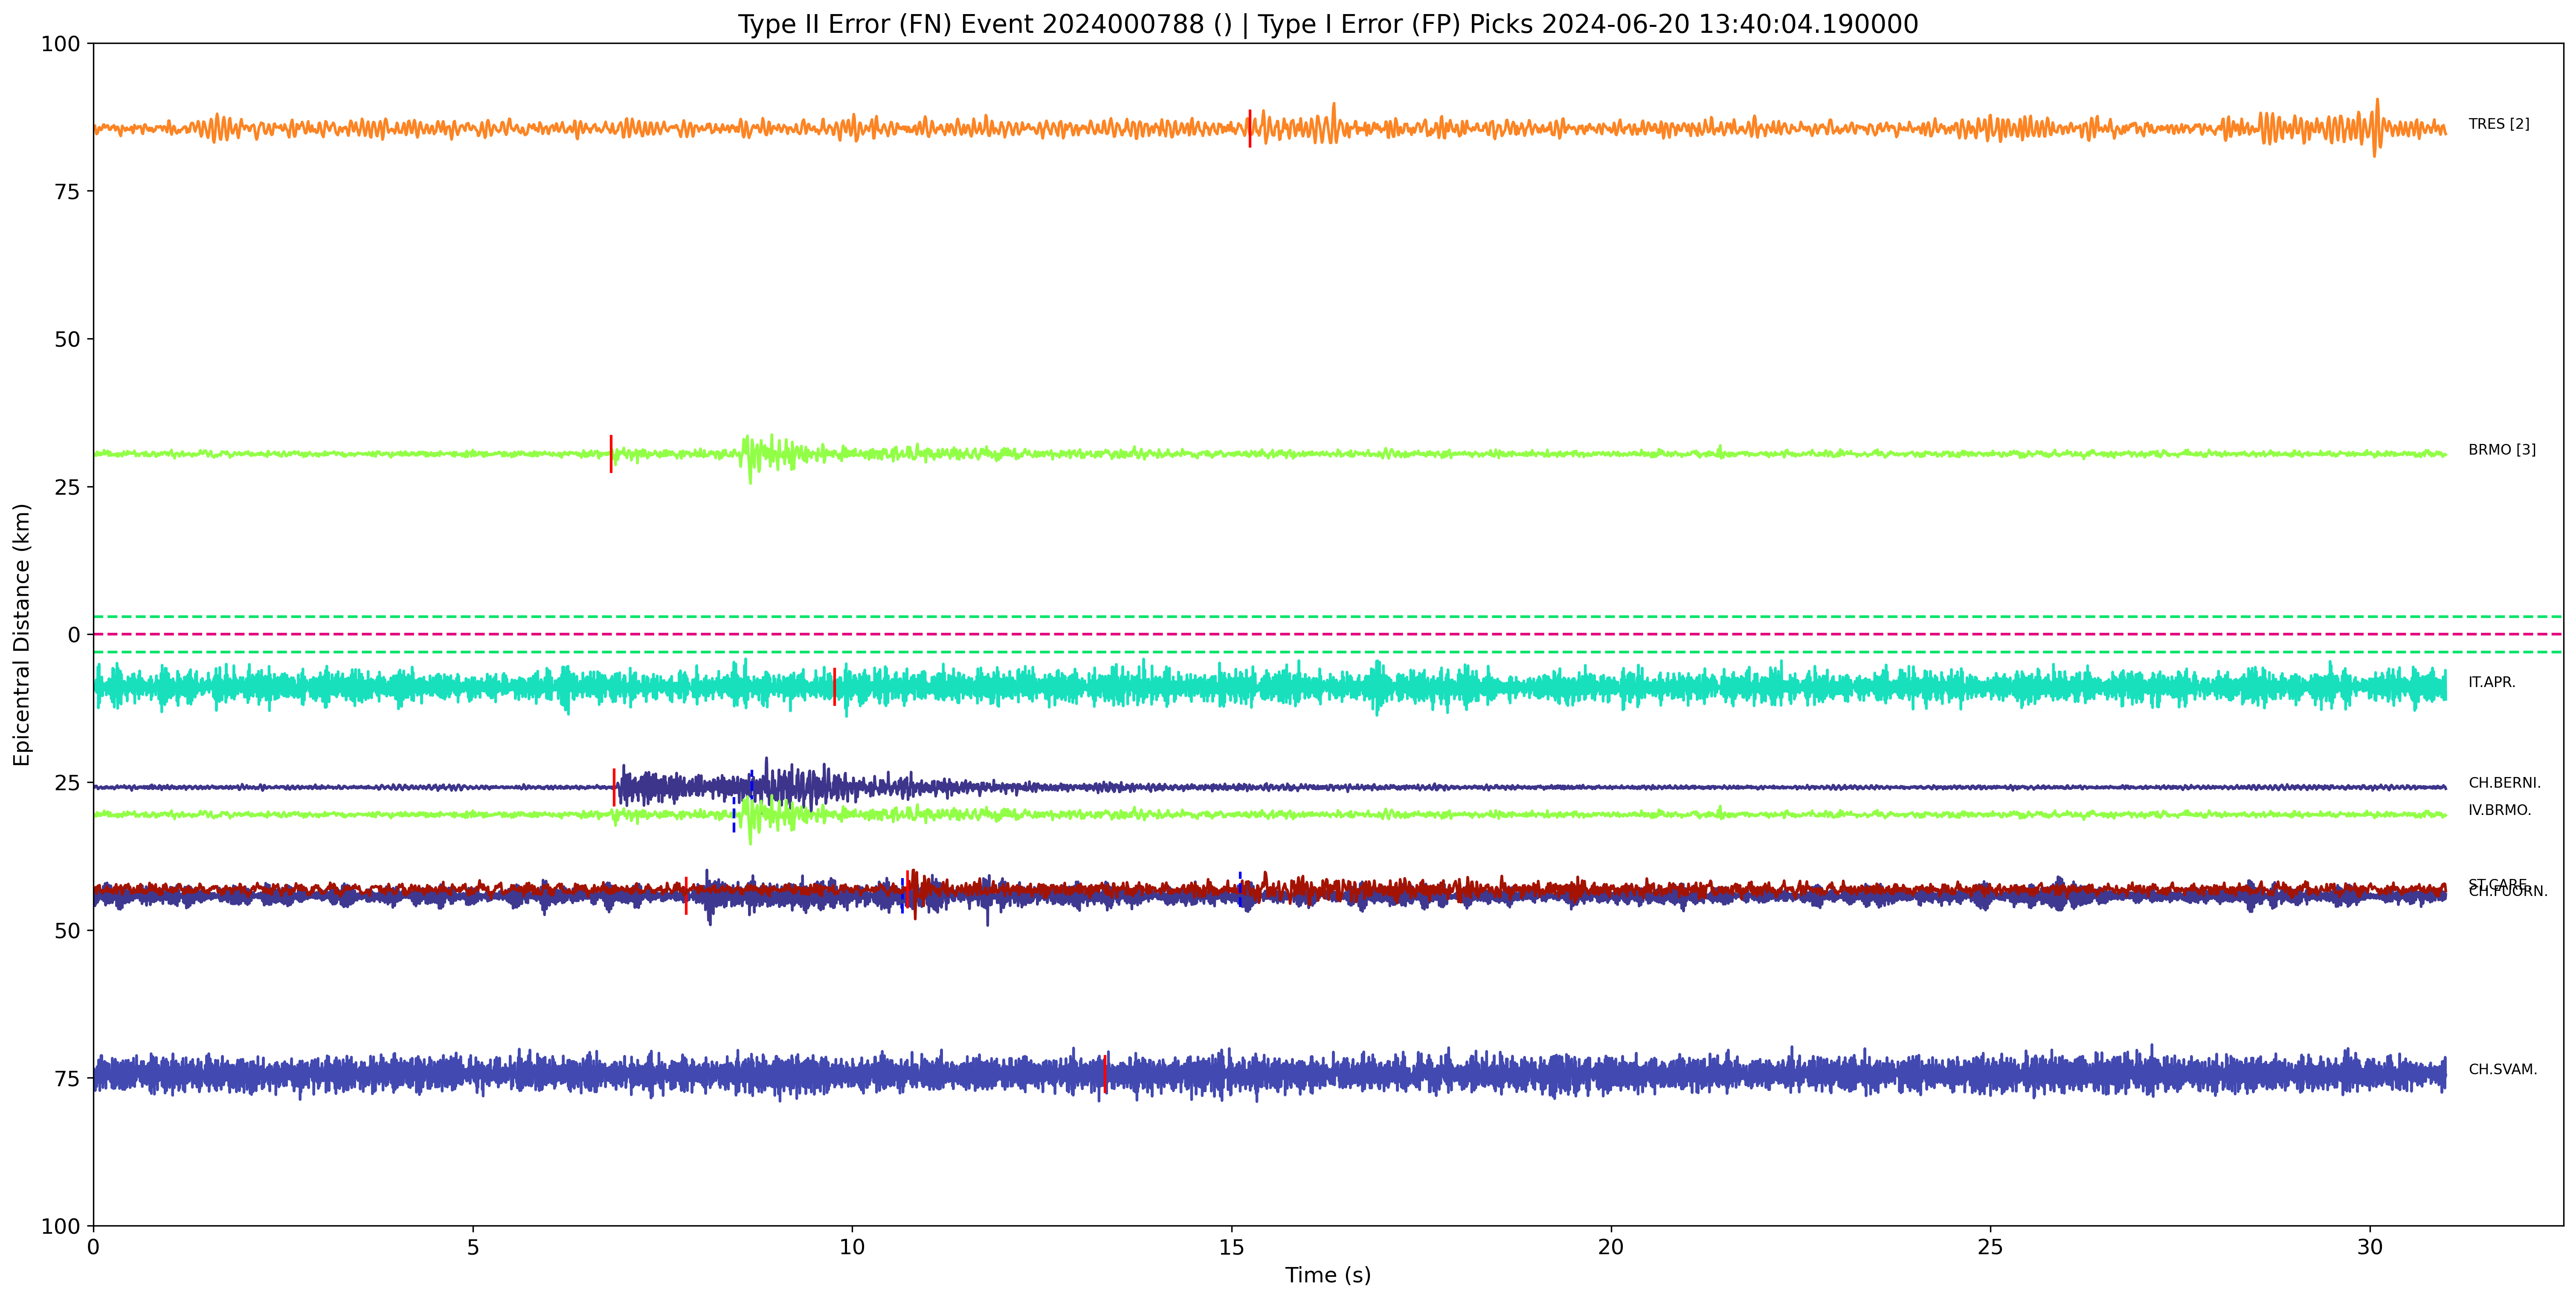 Type II Error (FN) Event 2024000788 () | Type I Error (FP) Picks 2024-06-20 13:40:04.190000
100
75
50
25
0
25
50
75
100
Epicentral Distance (km)
TRES [2]
BRMO [3]
IT.APR.
CH.BERNI.
IV.BRMO.
ST.CARE.
CH.FUORN.
CH.SVAM.
0 5 10 15 20 25 30
Time (s)